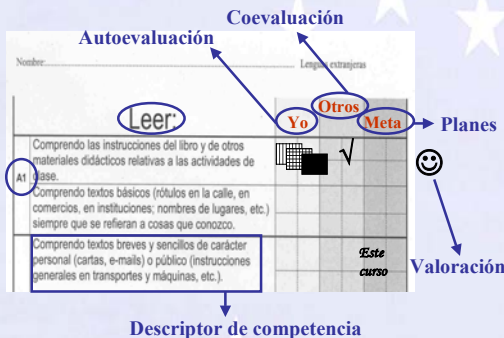 Coevaluación
Autoevaluación
Nombre: Lenguas extranjeras
Leer:
Yo
Otros
Meta
Planes
Comprendo las instrucciones del libro y de otros
materiales didácticos relativas a las actividades de
clase.
A1
√
Comprendo textos básicos (rótulos en la calle, en
comercios, en instituciones; nombres de lugares, etc.)
siempre que se refieran a cosas que conozco.
Comprendo textos breves y sencillos de carácter
personal (cartas, e-mails) o público (instrucciones
generales en transportes y máquinas, etc.).
Este
curso
Valoración
Descriptor de competencia